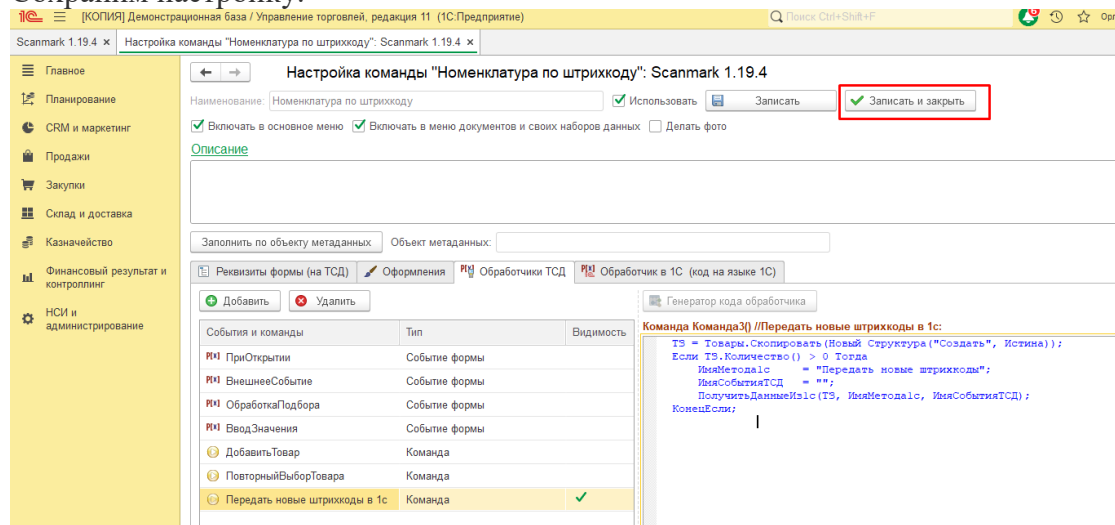 Сохраним настройку.
1С [КОПИЯ] Демонстрационная база / Управление торговлей, редакция 11 (1С:Предприятие) Поиск Ctrl+Shift+F 9
Scanmark 1.19.4 × Настройка команды "Номенклатура по штрихкоду": Scanmark 1.19.4 ×
Главное
Планирование
CRM и маркетинг
Продажи
Закупки
Склад и доставка
Казначейство
Финансовый результат и
контроллинг
НСИ и
администрирование
Настройка команды "Номенклатура по штрихкоду": Scanmark 1.19.4
Наименование: Номенклатура по штрихкоду Использовать Записать Записать и закрыть
Включать в основное меню Включать в меню документов и своих наборов данных Делать фото
Описание
Заполнить по объекту метаданных Объект метаданных:
Реквизиты формы (на ТСД) Оформления Обработчики ТСД Обработчик в 1С (код на языке 1С)
Добавить Удалить
События и команды Тип Видимость
ПриОткрытии Событие формы
ВнешнееСобытие Событие формы
ОбработкаПодбора Событие формы
ВводЗначения Событие формы
ДобавитьТовар Команда
ПовторныйВыборТовара Команда
Передать новые штрихкоды в 1с Команда
Генератор кода обработчика
Команда Команда3() //Передать новые штрихкоды в 1с:
ТЗ = Товары.Скопировать(Новый Структура("Создать", Истина));
Если ТЗ.Количество() > 0 Тогда
ИмяМетода1с = "Передать новые штрихкоды";
ИмяСобытияТСД = "";
ПолучитьДанныеИз1с(ТЗ, ИмяМетода1с, ИмяСобытияТСД);
КонецЕсли;